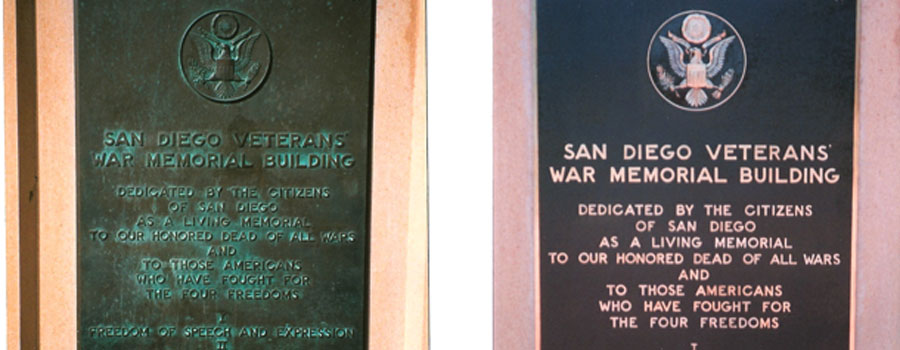 SAN DIEGO VETERANS'
WAR MEMORIAL BUILDING
DEDICATED BY THE CITIZENS
OF SAN DIEGO
AS A LIVING MEMORIAL
TO OUR HONORED DEAD OF ALL WARS
AND
TO THOSE AMERICANS
WHO HAVE FOUGHT FOR
THE FOUR FREEDOMS
I
FREEDOM OF SPEECH AND EXPRESSION
II
SAN DIEGO VETERANS'
WAR MEMORIAL BUILDING
DEDICATED BY THE CITIZENS
OF SAN DIEGO
AS A LIVING MEMORIAL
TO OUR HONORED DEAD OF ALL WARS
AND
TO THOSE AMERICANS
WHO HAVE FOUGHT FOR
THE FOUR FREEDOMS
I